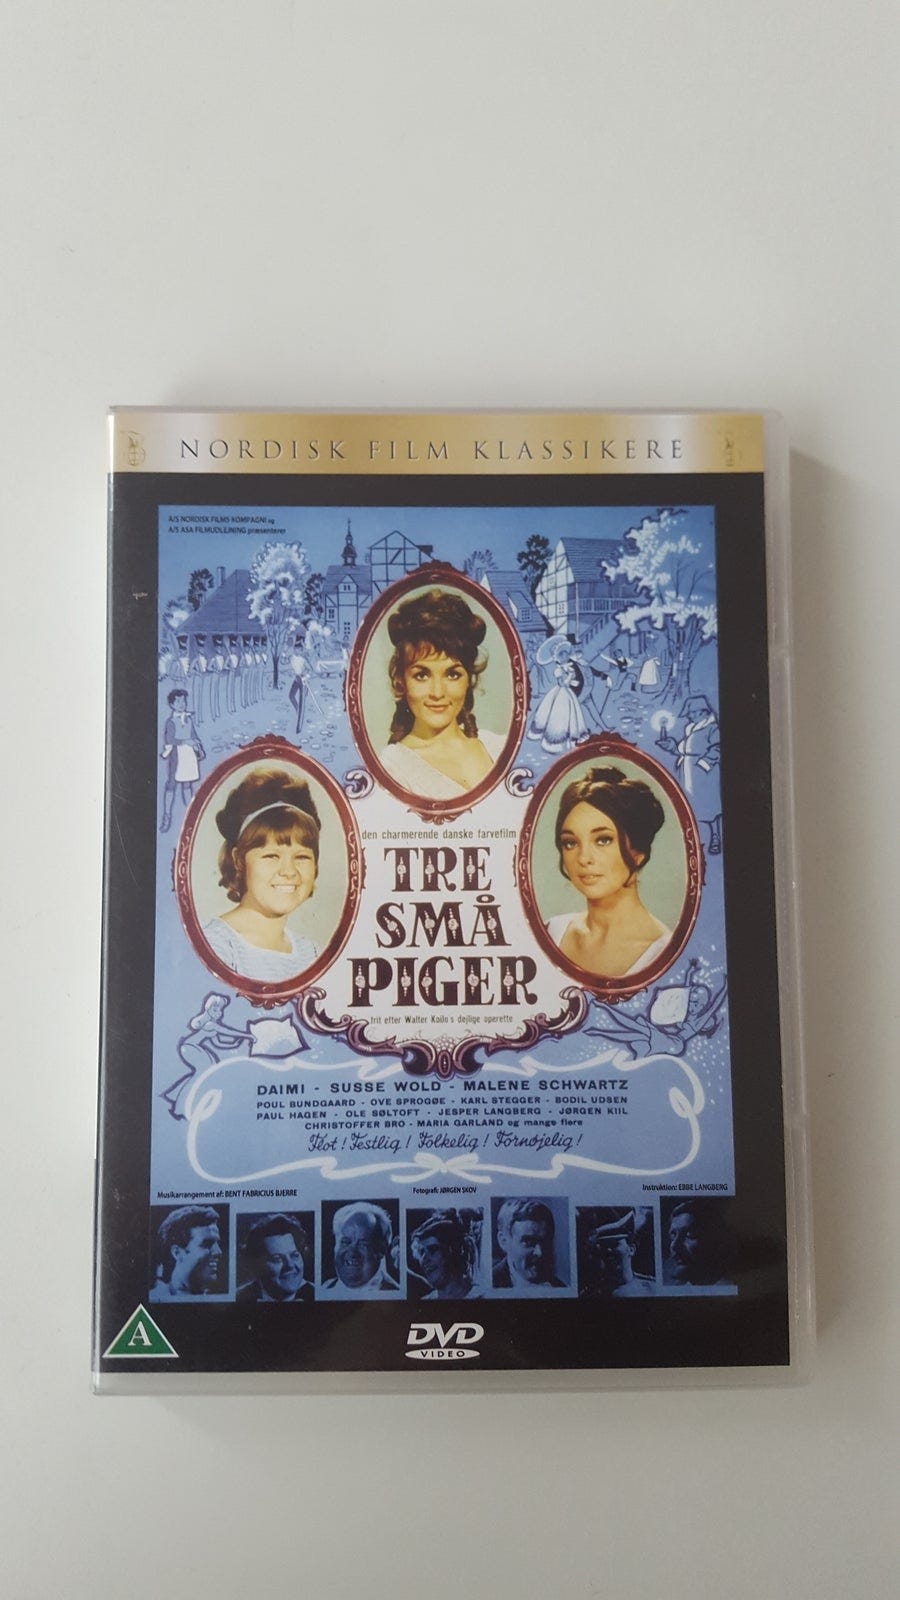 NORDISK FILM KLASSIKERE
A/S NORDISK FILMS KOMPAGNI og
A/S ASA FILMUDLEJNING præsenterer
den charmerende danske farvefilm
TRE
SMÅ
PIGER
frit efter Walter Kollo's dejlige operette
DAIMI - SUSSE WOLD - MALENE SCHWARTZ
POUL BUNDGAARD - OVE SPROGØE - KARL STEGGER - BODIL UDSEN
PAUL HAGEN - OLE SØLTOFT - JESPER LANGBERG - JØRGEN KIIL
CHRISTOFFER BRO - MARIA GARLAND og mange flere
Flot! Festlig! Folkelig! Fornøjelig!
Musikarrangement af: BENT FABRICIUS BJERRE
Fotografi: JØRGEN SKOV
Instruktion: EBBE LANGBERG
A
DVD
VIDEO